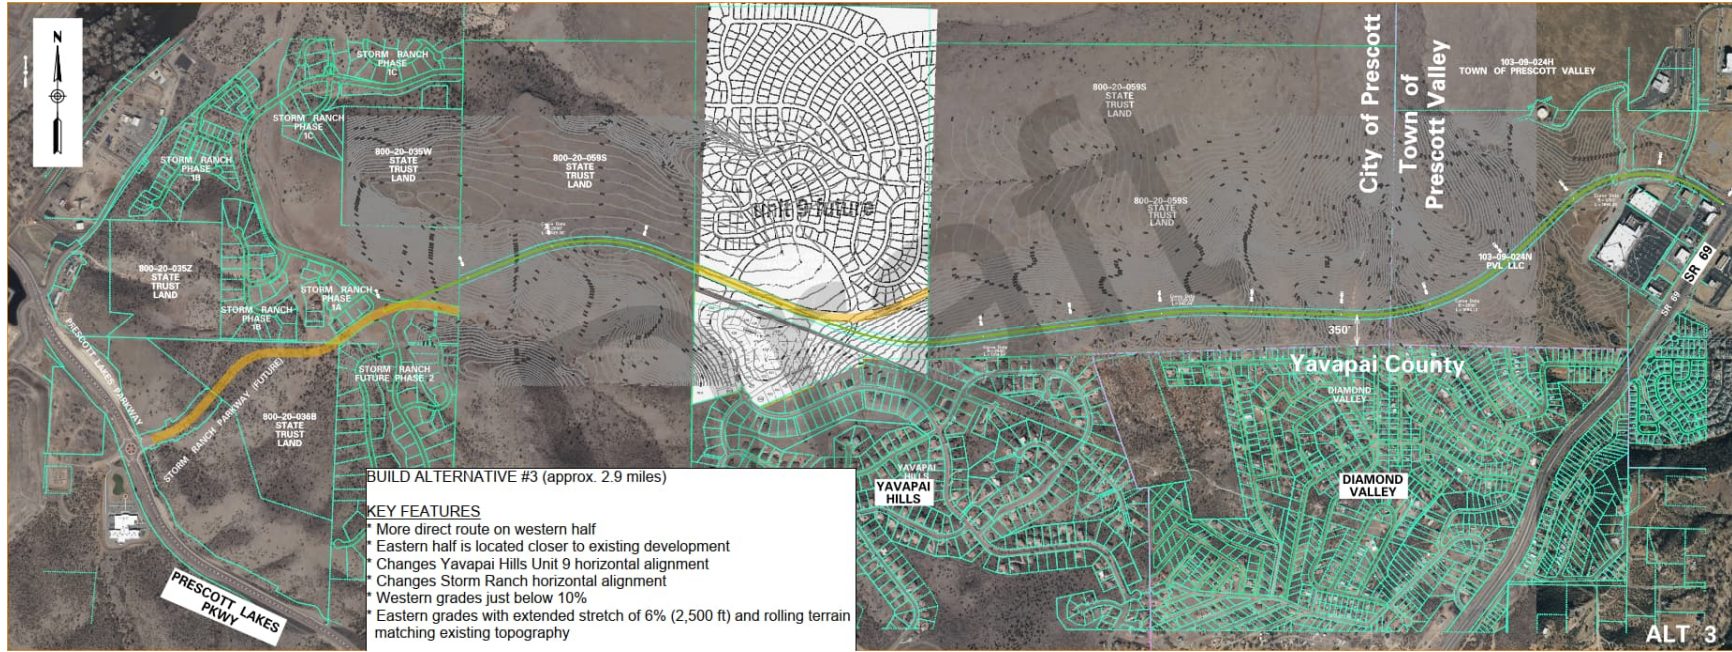 N
STORM RANCH
PHASE
1C
STORM RANCH
PHASE
1C
STORM RANCH
PHASE
1B
800-20-035W
STATE
TRUST
LAND
800-20-059S
STATE
TRUST
LAND
unit 9 future
800-20-059S
STATE
TRUST
LAND
800-20-059S
STATE
TRUST
LAND
City of Prescott
Town of
Prescott Valley
103-09-024H
TOWN OF PRESCOTT VALLEY
103-09-024N
PVL LLC
SR 69
SR 69
800-20-035Z
STATE
TRUST
LAND
STORM RANCH
PHASE
1B
STORM RANCH
PHASE
1A
PRESCOTT LAKES PARKWAY
STORM RANCH PARKWAY (FUTURE)
800-20-036B
STATE
TRUST
LAND
STORM RANCH
FUTURE PHASE 2
350'
Yavapai County
DIAMOND
VALLEY
YAVAPAI
HILLS
YAVAPAI
HILLS
DIAMOND
VALLEY
PRESCOTT LAKES
PKWY
BUILD ALTERNATIVE #3 (approx. 2.9 miles)
KEY FEATURES
* More direct route on western half
* Eastern half is located closer to existing development
* Changes Yavapai Hills Unit 9 horizontal alignment
* Changes Storm Ranch horizontal alignment
* Western grades just below 10%
* Eastern grades with extended stretch of 6% (2,500 ft) and rolling terrain
matching existing topography
ALT 3